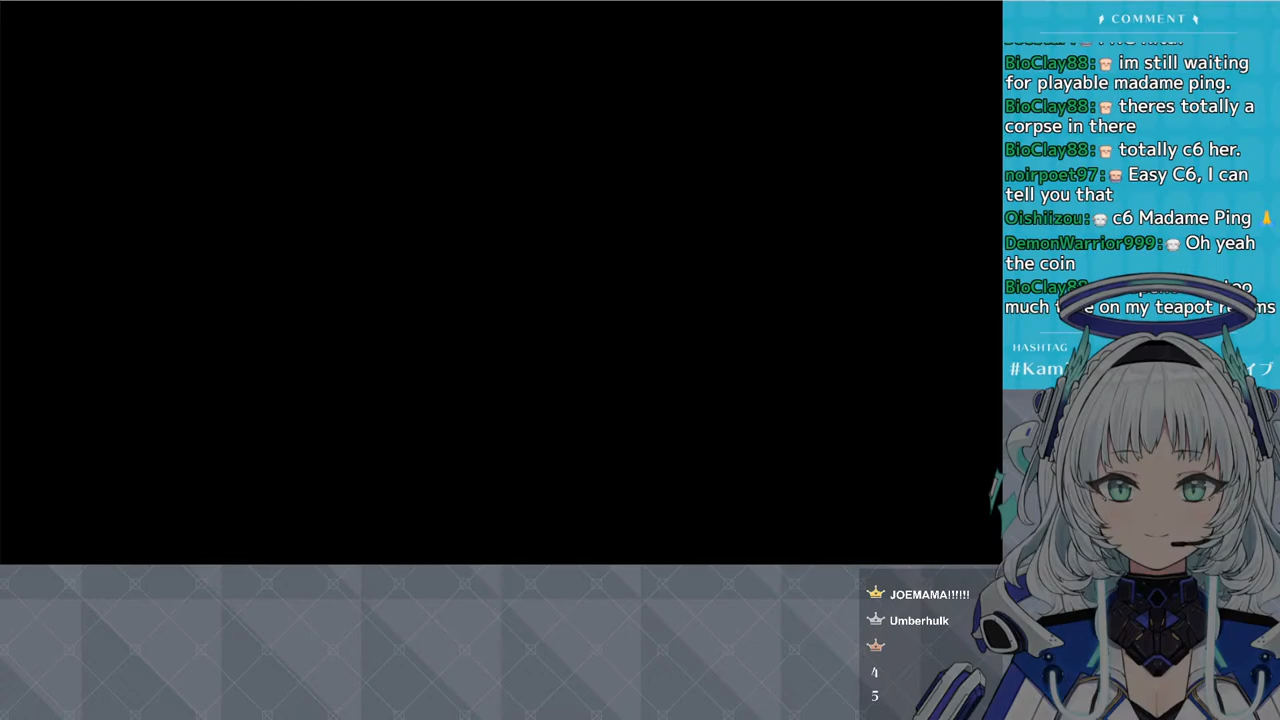 COMMENT
BioClay88: im still waiting
for playable madame ping.
BioClay88: theres totally a
corpse in there
BioClay88: totally c6 her.
noirpoet97: Easy C6, I can
tell you that
Oishiizou: c6 Madame Ping 🙏
DemonWarrior999: Oh yeah
the coin
BioClay88
much on my teapot
HASHTAG
#Kam イブ
JOEMAMA!!!!!!
Umberhulk
4
5